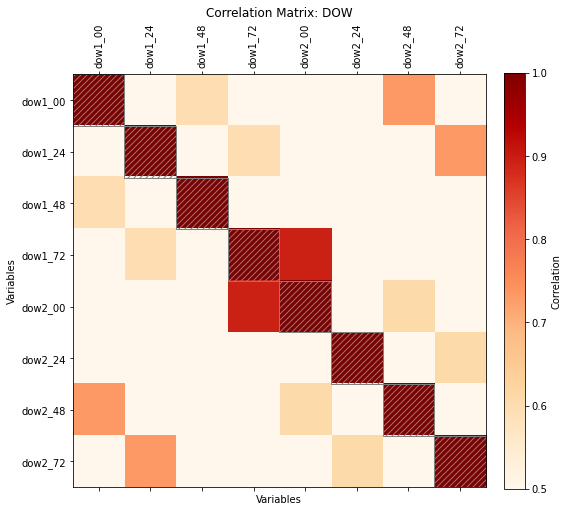 Correlation Matrix: DOW
dow1_00
dow1_24
dow1_48
dow1_72
dow2_00
dow2_24
dow2_48
dow2_72
dow1_00
dow1_24
dow1_48
dow1_72
dow2_00
dow2_24
dow2_48
dow2_72
Variables
Variables
1.0
0.9
0.8
0.7
0.6
0.5
Correlation